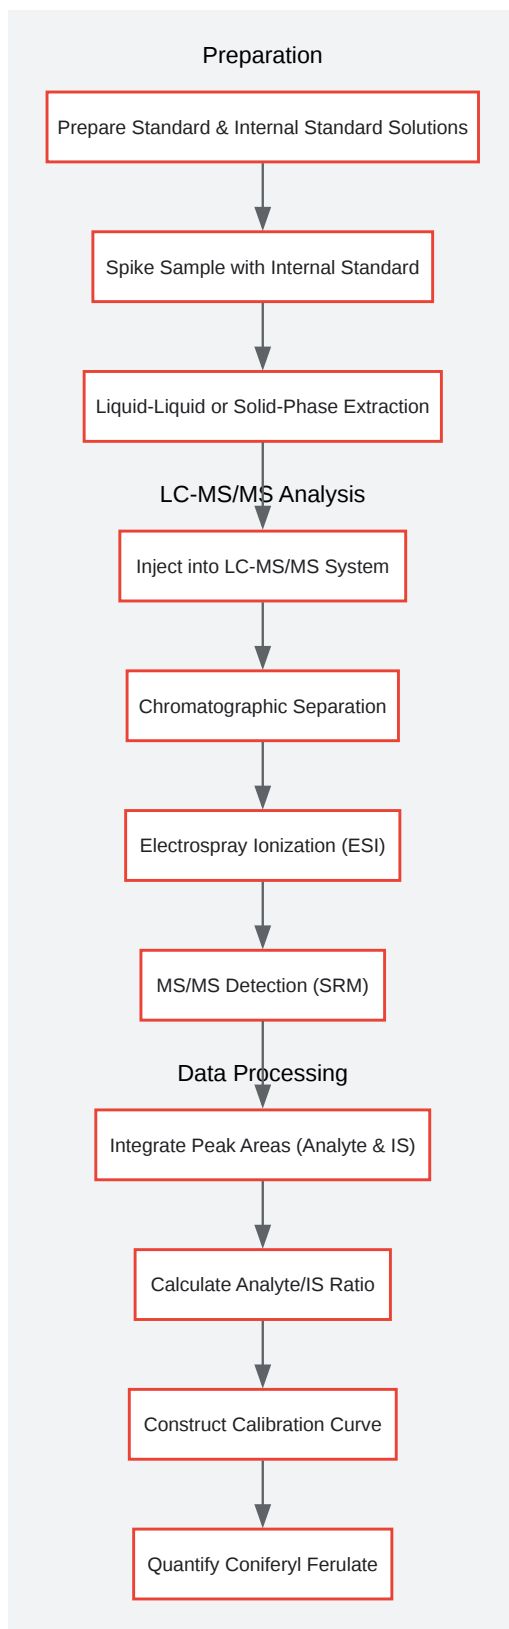 Preparation
Prepare Standard & Internal Standard Solutions
Spike Sample with Internal Standard
Liquid-Liquid or Solid-Phase Extraction
LC-MS/MS Analysis
Inject into LC-MS/MS System
Chromatographic Separation
Electrospray Ionization (ESI)
MS/MS Detection (SRM)
Data Processing
Integrate Peak Areas (Analyte & IS)
Calculate Analyte/IS Ratio
Construct Calibration Curve
Quantify Coniferyl Ferulate